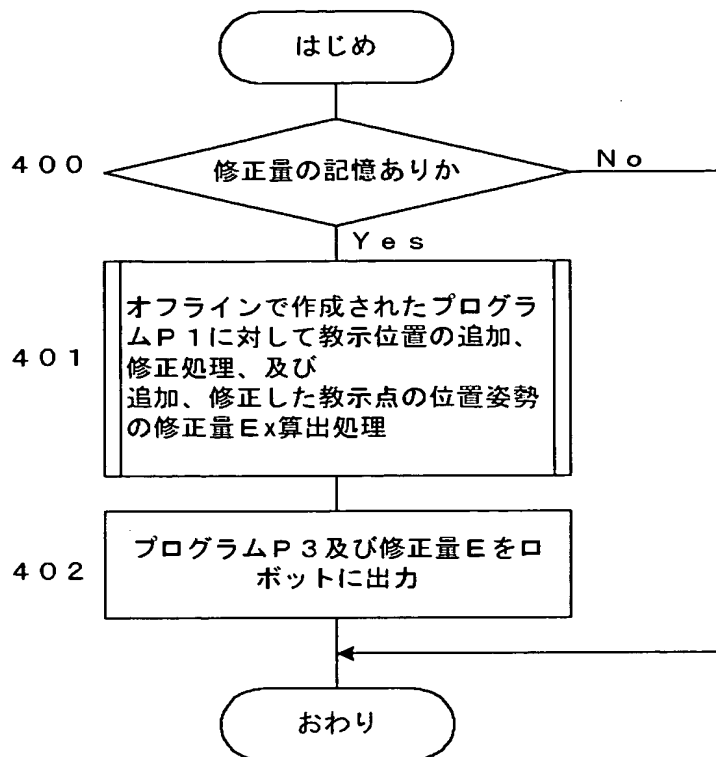 はじめ
４００
修正量の記憶ありか
Ｎｏ
Ｙｅｓ
４０１
オフラインで作成されたプログラ
ムＰ１に対して教示位置の追加、
修正処理、及び
追加、修正した教示点の位置姿勢
の修正量Ｅx算出処理
４０２
プログラムＰ３及び修正量Ｅをロ
ボットに出力
おわり